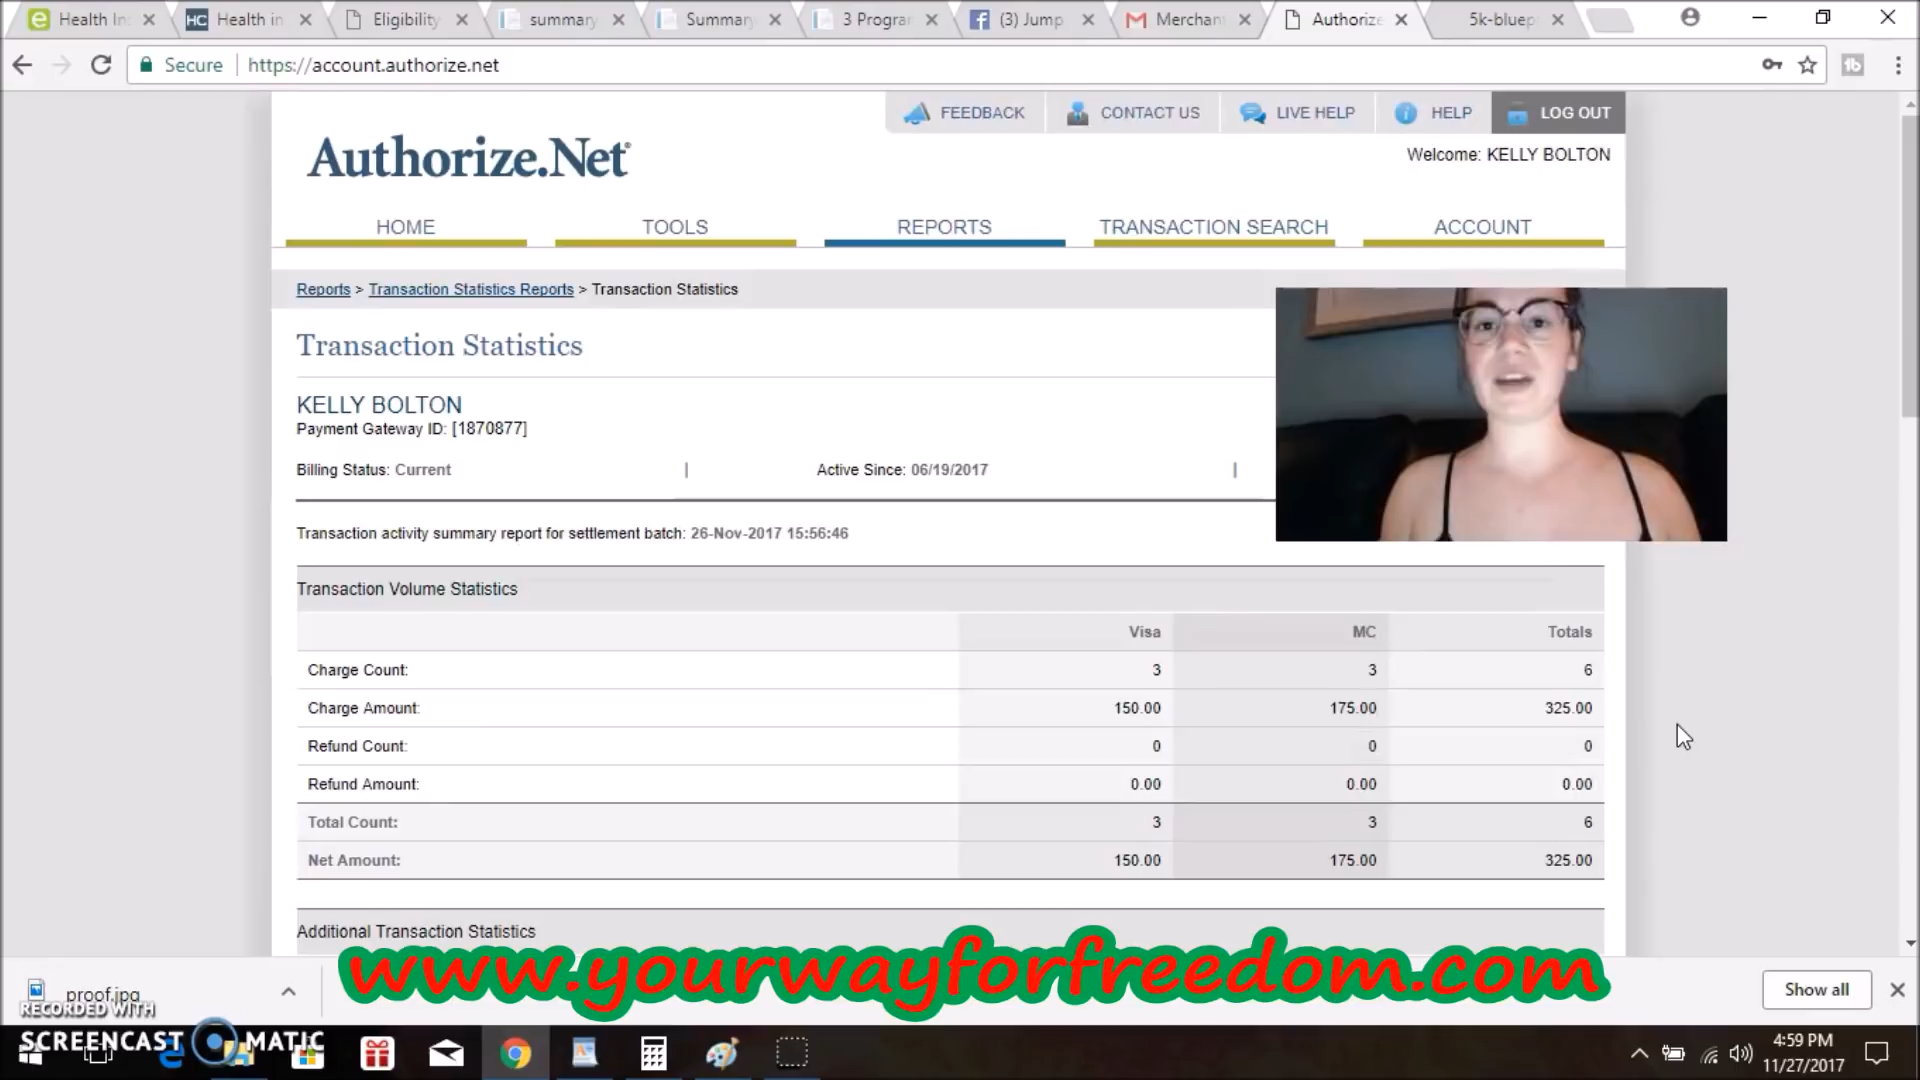 Health In
Health in
Eligibility
summary
Summary
3 Progra
(3) Jump
Merchan
Authorize
5k-bluep
Secure
https://account.authorize.net
FEEDBACK
CONTACT US
LIVE HELP
HELP
LOG OUT
Authorize.Net
Welcome: KELLY BOLTON
HOME
TOOLS
REPORTS
TRANSACTION SEARCH
ACCOUNT
Reports > Transaction Statistics Reports > Transaction Statistics
Transaction Statistics
KELLY BOLTON
Payment Gateway ID: [1870877]
Billing Status: Current | Active Since: 06/19/2017 |
Transaction activity summary report for settlement batch: 26-Nov-2017 15:56:46
Transaction Volume Statistics
Visa MC Totals
Charge Count: 3 3 6
Charge Amount: 150.00 175.00 325.00
Refund Count: 0 0 0
Refund Amount: 0.00 0.00 0.00
Total Count: 3 3 6
Net Amount: 150.00 175.00 325.00
Additional Transaction Statistics
www.yourwayforfreedom.com
proof.jpg
Show all
RECORDED WITH
SCREENCAST MATIC
4:59 PM
11/27/2017